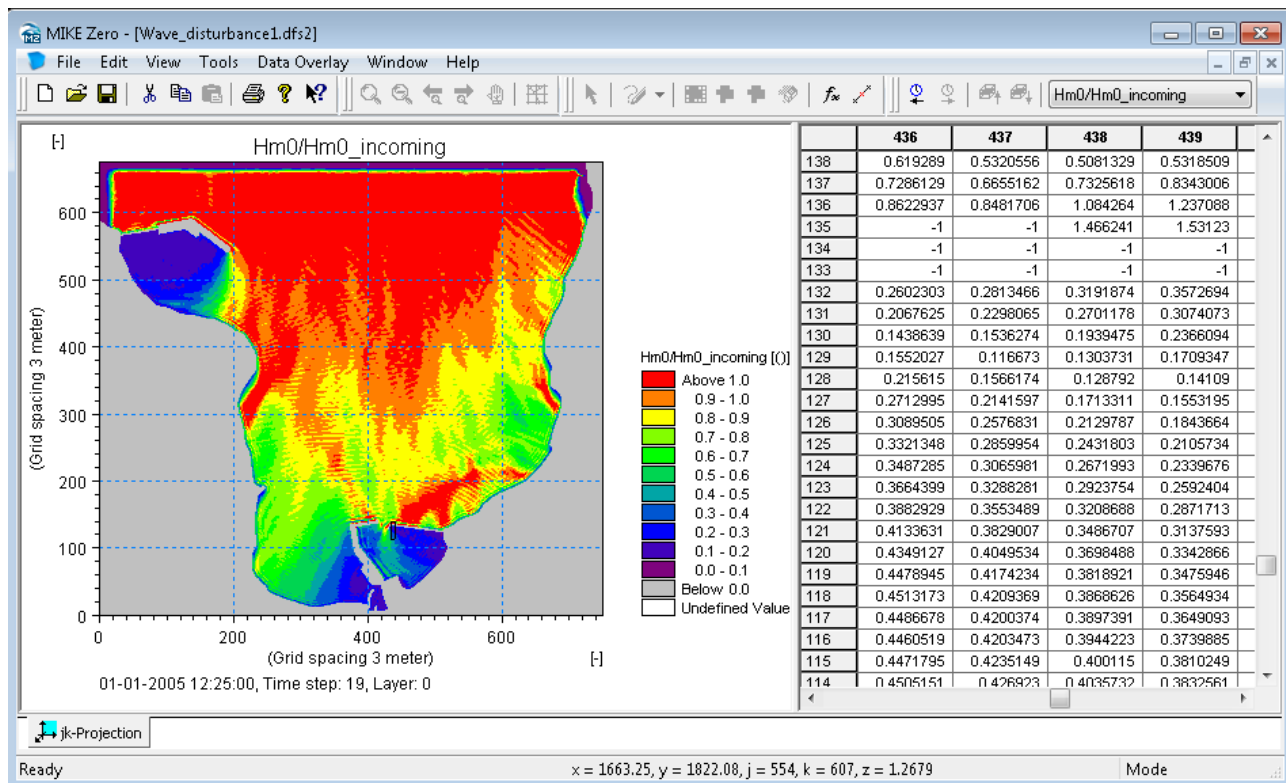 MIKE Zero - [Wave_disturbance1.dfs2]
File Edit View Tools Data Overlay Window Help
Hm0/Hm0_incoming
[-]
Hm0/Hm0_incoming
600
500
400
300
200
100
0
(Grid spacing 3 meter)
0 200 400 600
(Grid spacing 3 meter) [-]
01-01-2005 12:25:00, Time step: 19, Layer: 0
Hm0/Hm0_incoming [()]
Above 1.0
0.9 - 1.0
0.8 - 0.9
0.7 - 0.8
0.6 - 0.7
0.5 - 0.6
0.4 - 0.5
0.3 - 0.4
0.2 - 0.3
0.1 - 0.2
0.0 - 0.1
Below 0.0
Undefined Value
436 437 438 439
138 0.619289 0.5320556 0.5081329 0.5318509
137 0.7286129 0.6655162 0.7325618 0.8343006
136 0.8622937 0.8481706 1.084264 1.237088
135 -1 -1 1.466241 1.53123
134 -1 -1 -1 -1
133 -1 -1 -1 -1
132 0.2602303 0.2813466 0.3191874 0.3572694
131 0.2067625 0.2298065 0.2701178 0.3074073
130 0.1438639 0.1536274 0.1939475 0.2366094
129 0.1552027 0.116673 0.1303731 0.1709347
128 0.215615 0.1566174 0.128792 0.14109
127 0.2712995 0.2141597 0.1713311 0.1553195
126 0.3089505 0.2576831 0.2129787 0.1843664
125 0.3321348 0.2859954 0.2431803 0.2105734
124 0.3487285 0.3065981 0.2671993 0.2339676
123 0.3664399 0.3288281 0.2923754 0.2592404
122 0.3882929 0.3553489 0.3208688 0.2871713
121 0.4133631 0.3829007 0.3486707 0.3137593
120 0.4349127 0.4049534 0.3698488 0.3342866
119 0.4478945 0.4174234 0.3818921 0.3475946
118 0.4513173 0.4209369 0.3868626 0.3564934
117 0.4486678 0.4200374 0.3897391 0.3649093
116 0.4460519 0.4203473 0.3944223 0.3739885
115 0.4471795 0.4235149 0.400115 0.3810249
114 0.4505151 0.426923 0.4035732 0.3832561
jk-Projection
Ready x = 1663.25, y = 1822.08, j = 554, k = 607, z = 1.2679 Mode